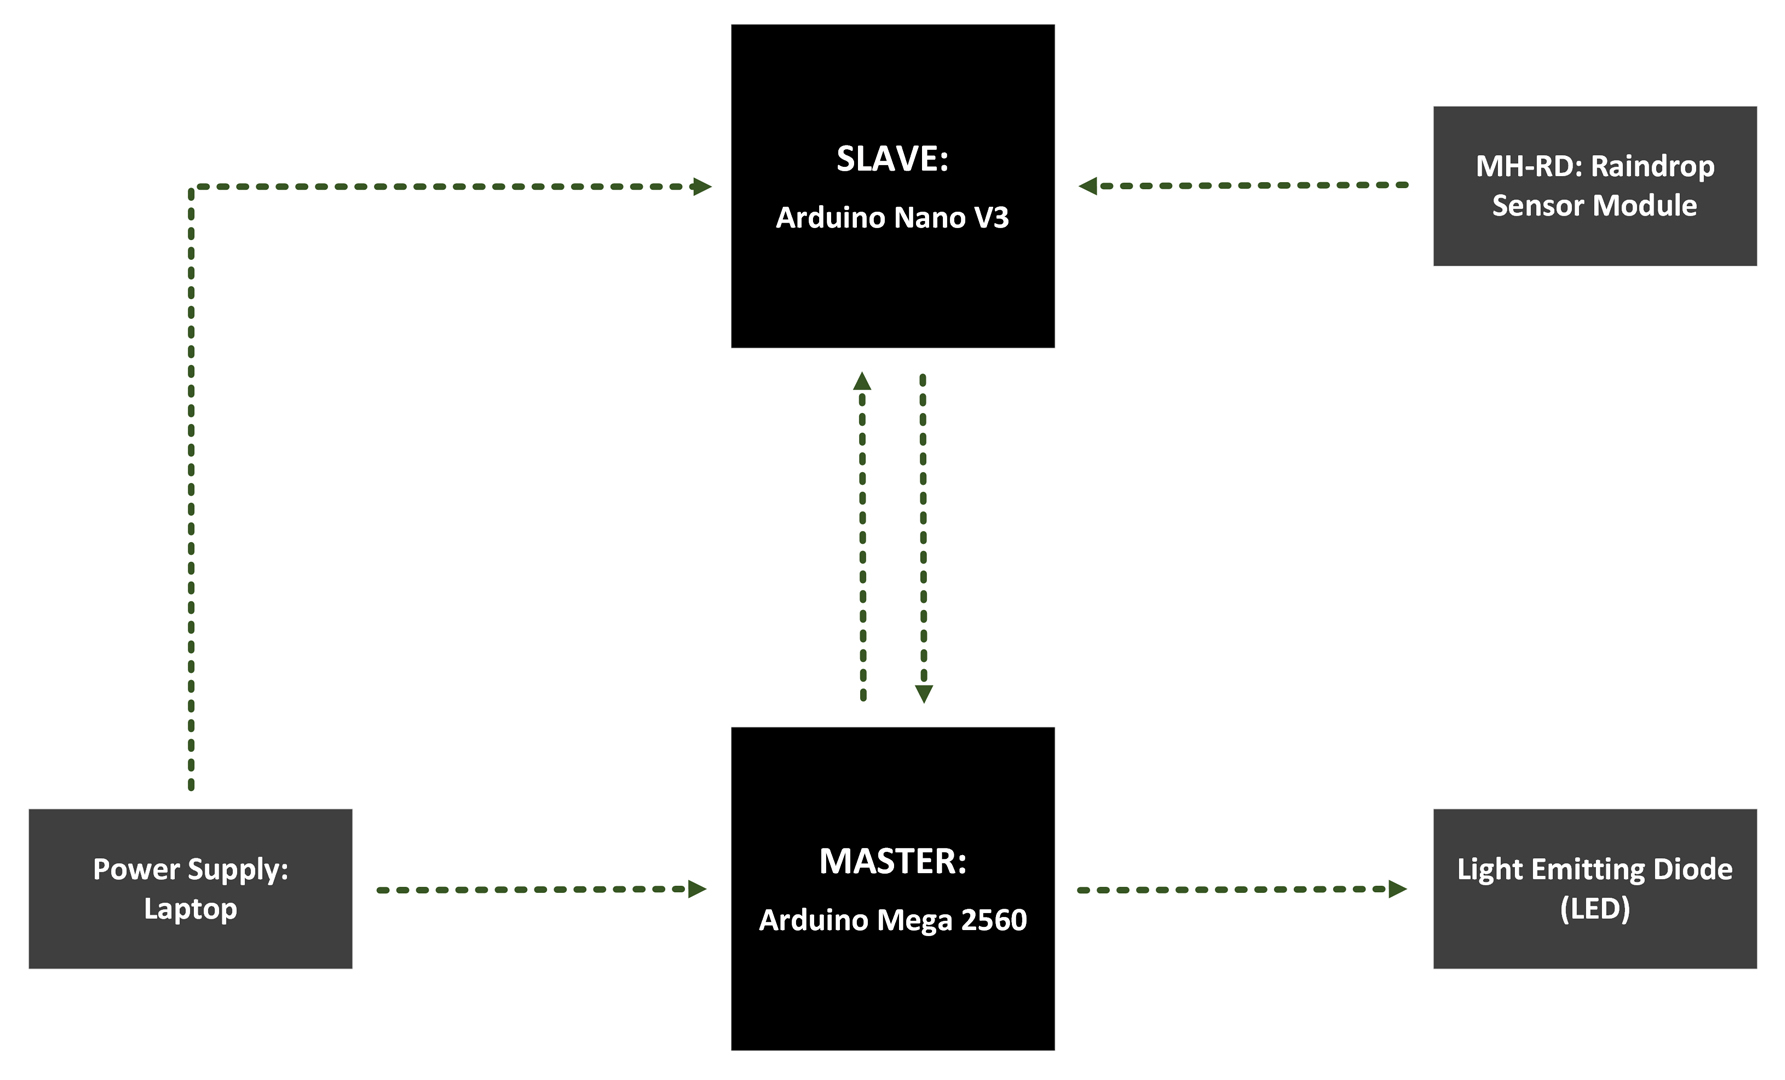 SLAVE:
Arduino Nano V3
MH-RD: Raindrop
Sensor Module
Power Supply:
Laptop
MASTER:
Arduino Mega 2560
Light Emitting Diode
(LED)